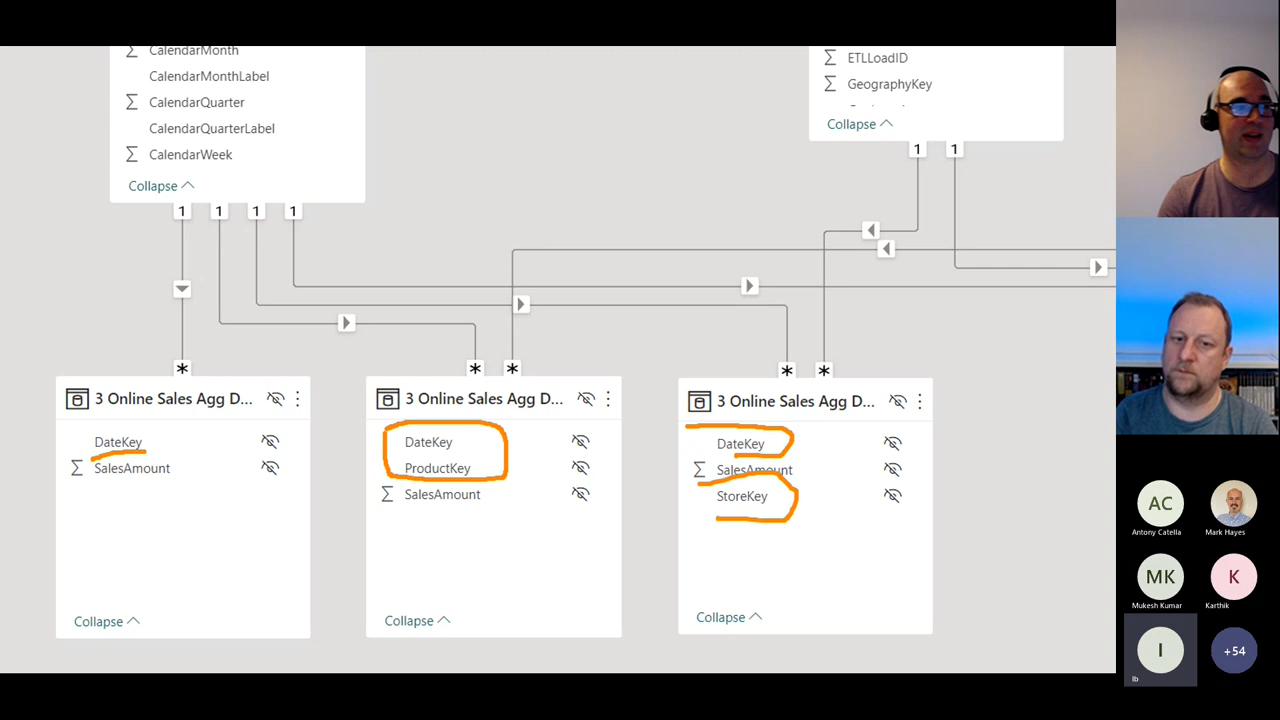 CalendarMonth
CalendarMonthLabel
CalendarQuarter
CalendarQuarterLabel
CalendarWeek
Collapse
1 1 1 1
ETLLoadID
GeographyKey
Collapse
1 1
* * * * *
3 Online Sales Agg D...
DateKey
SalesAmount
Collapse
3 Online Sales Agg D...
DateKey
ProductKey
SalesAmount
Collapse
3 Online Sales Agg D...
DateKey
SalesAmount
StoreKey
Collapse
AC
Antony Catella
Mark Hayes
MK
Mukesh Kumar
K
Karthik
I
Ib
+54